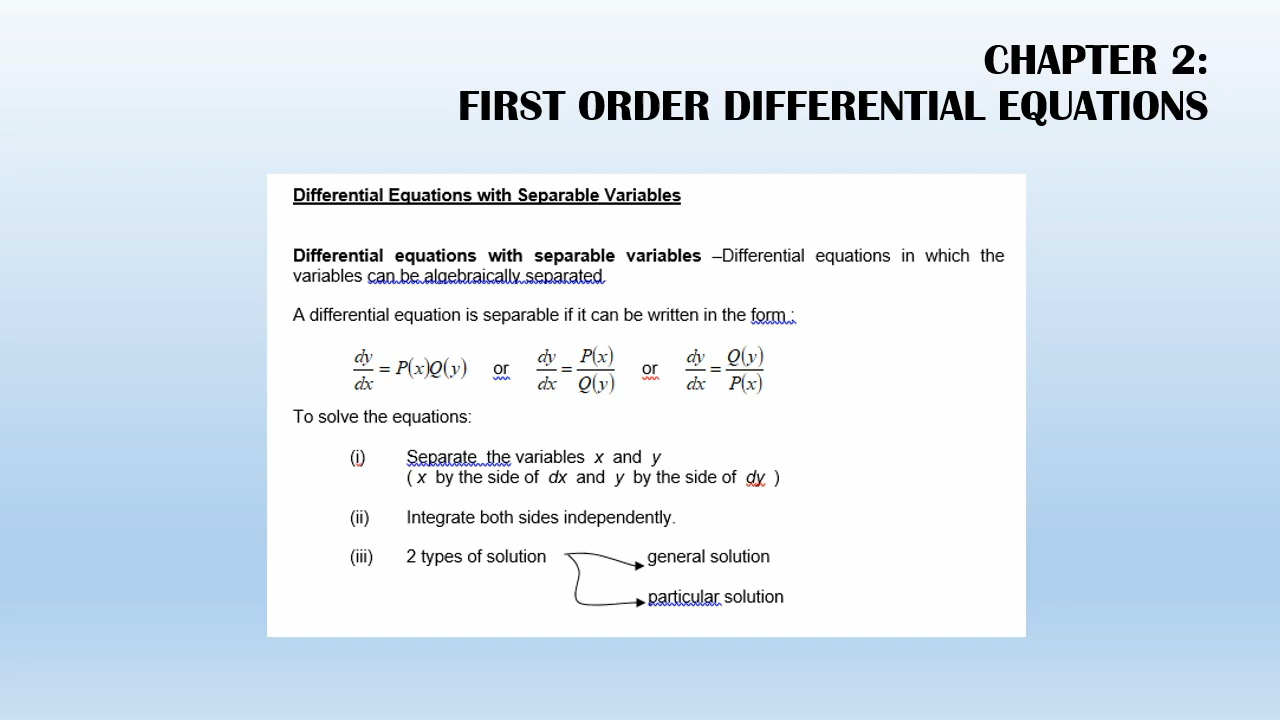 CHAPTER 2:
FIRST ORDER DIFFERENTIAL EQUATIONS
Differential Equations with Separable Variables
Differential equations with separable variables –Differential equations in which the
variables can be algebraically separated.
A differential equation is separable if it can be written in the form ;
dy/dx = P(x)Q(y) or dy/dx = P(x)/Q(y) or dy/dx = Q(y)/P(x)
To solve the equations:
(i) Separate the variables x and y
( x by the side of dx and y by the side of dy )
(ii) Integrate both sides independently.
(iii) 2 types of solution general solution
particular solution